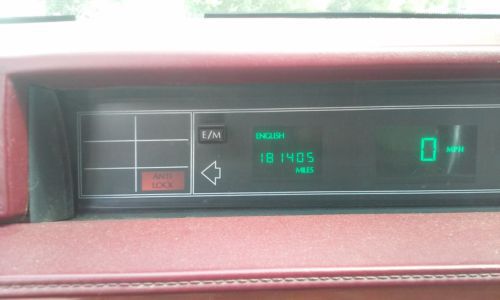 E/M
ENGLISH
181405
MILES
0 MPH
ANTI
LOCK